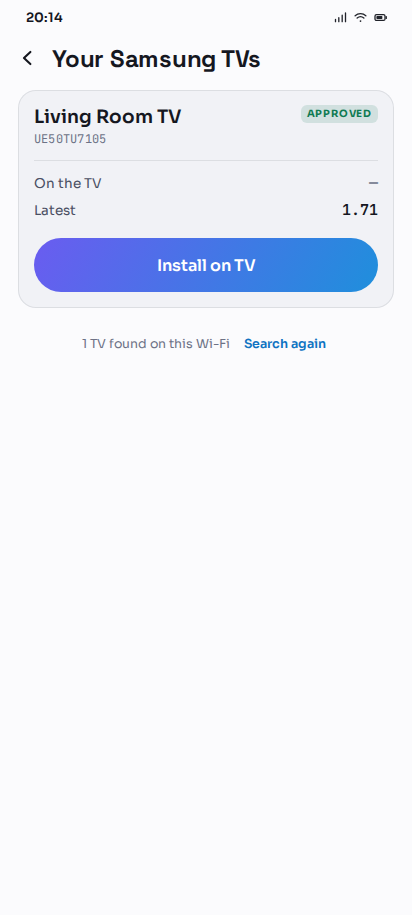 20:14
Your Samsung TVs
Living Room TV
APPROVED
UE50TU7105
On the TV –
Latest 1.71
Install on TV
1 TV found on this Wi-Fi Search again